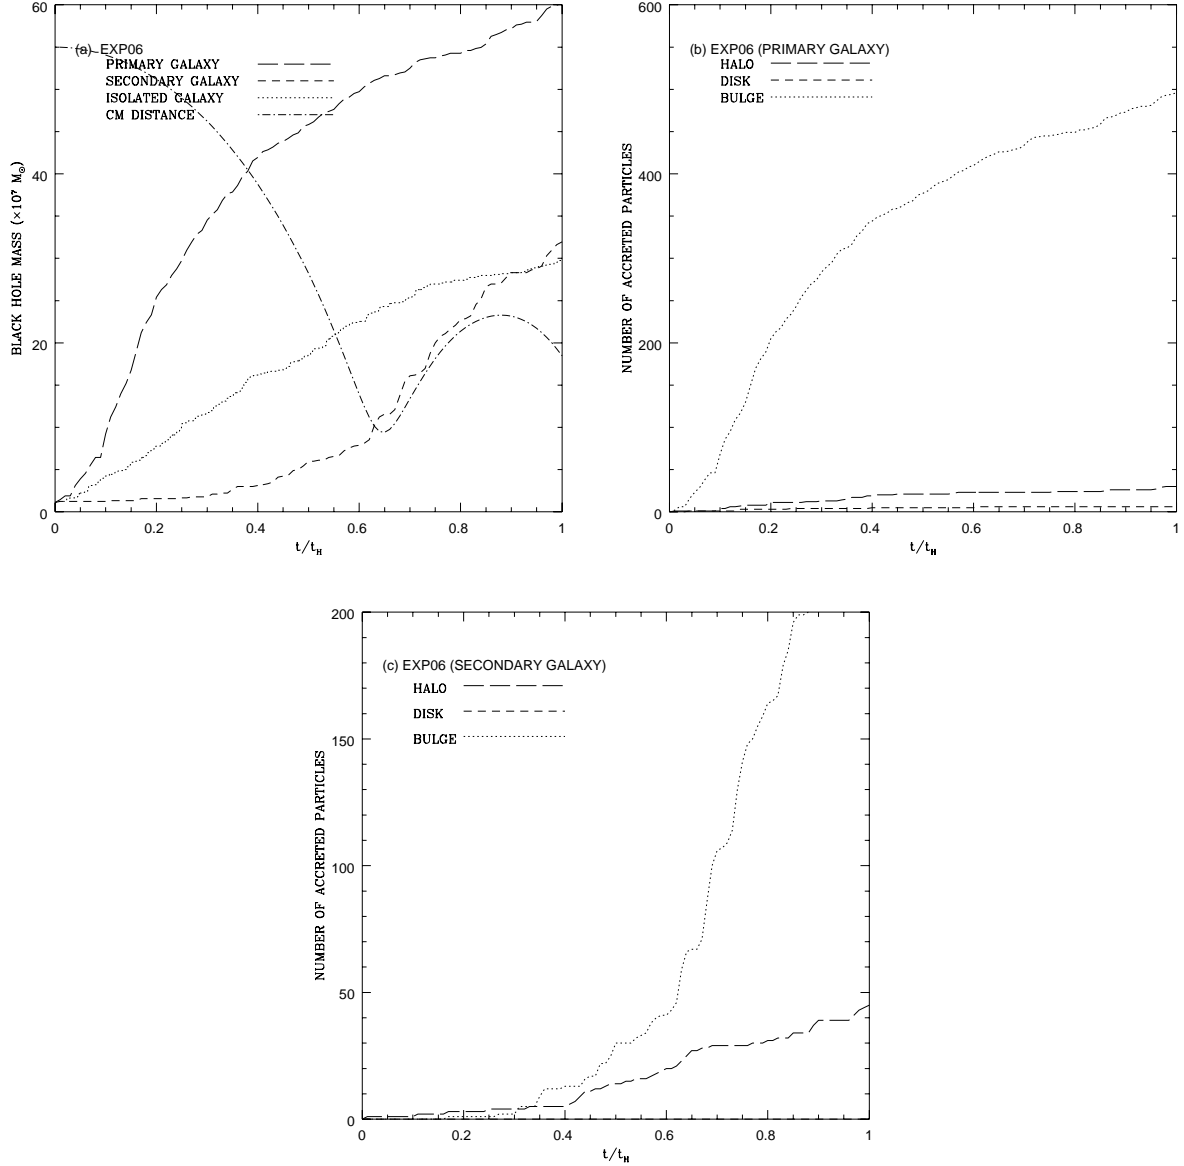 60
40
20
0
0
0.2
0.4
0.6
0.8
1
BLACK HOLE MASS (×10⁷ M☉)
t/tH
(a) EXP06
PRIMARY GALAXY
SECONDARY GALAXY
ISOLATED GALAXY
CM DISTANCE
600
400
200
0
0
0.2
0.4
0.6
0.8
1
NUMBER OF ACCRETED PARTICLES
t/tH
(b) EXP06 (PRIMARY GALAXY)
HALO
DISK
BULGE
200
150
100
50
0
0
0.2
0.4
0.6
0.8
1
NUMBER OF ACCRETED PARTICLES
t/tH
(c) EXP06 (SECONDARY GALAXY)
HALO
DISK
BULGE